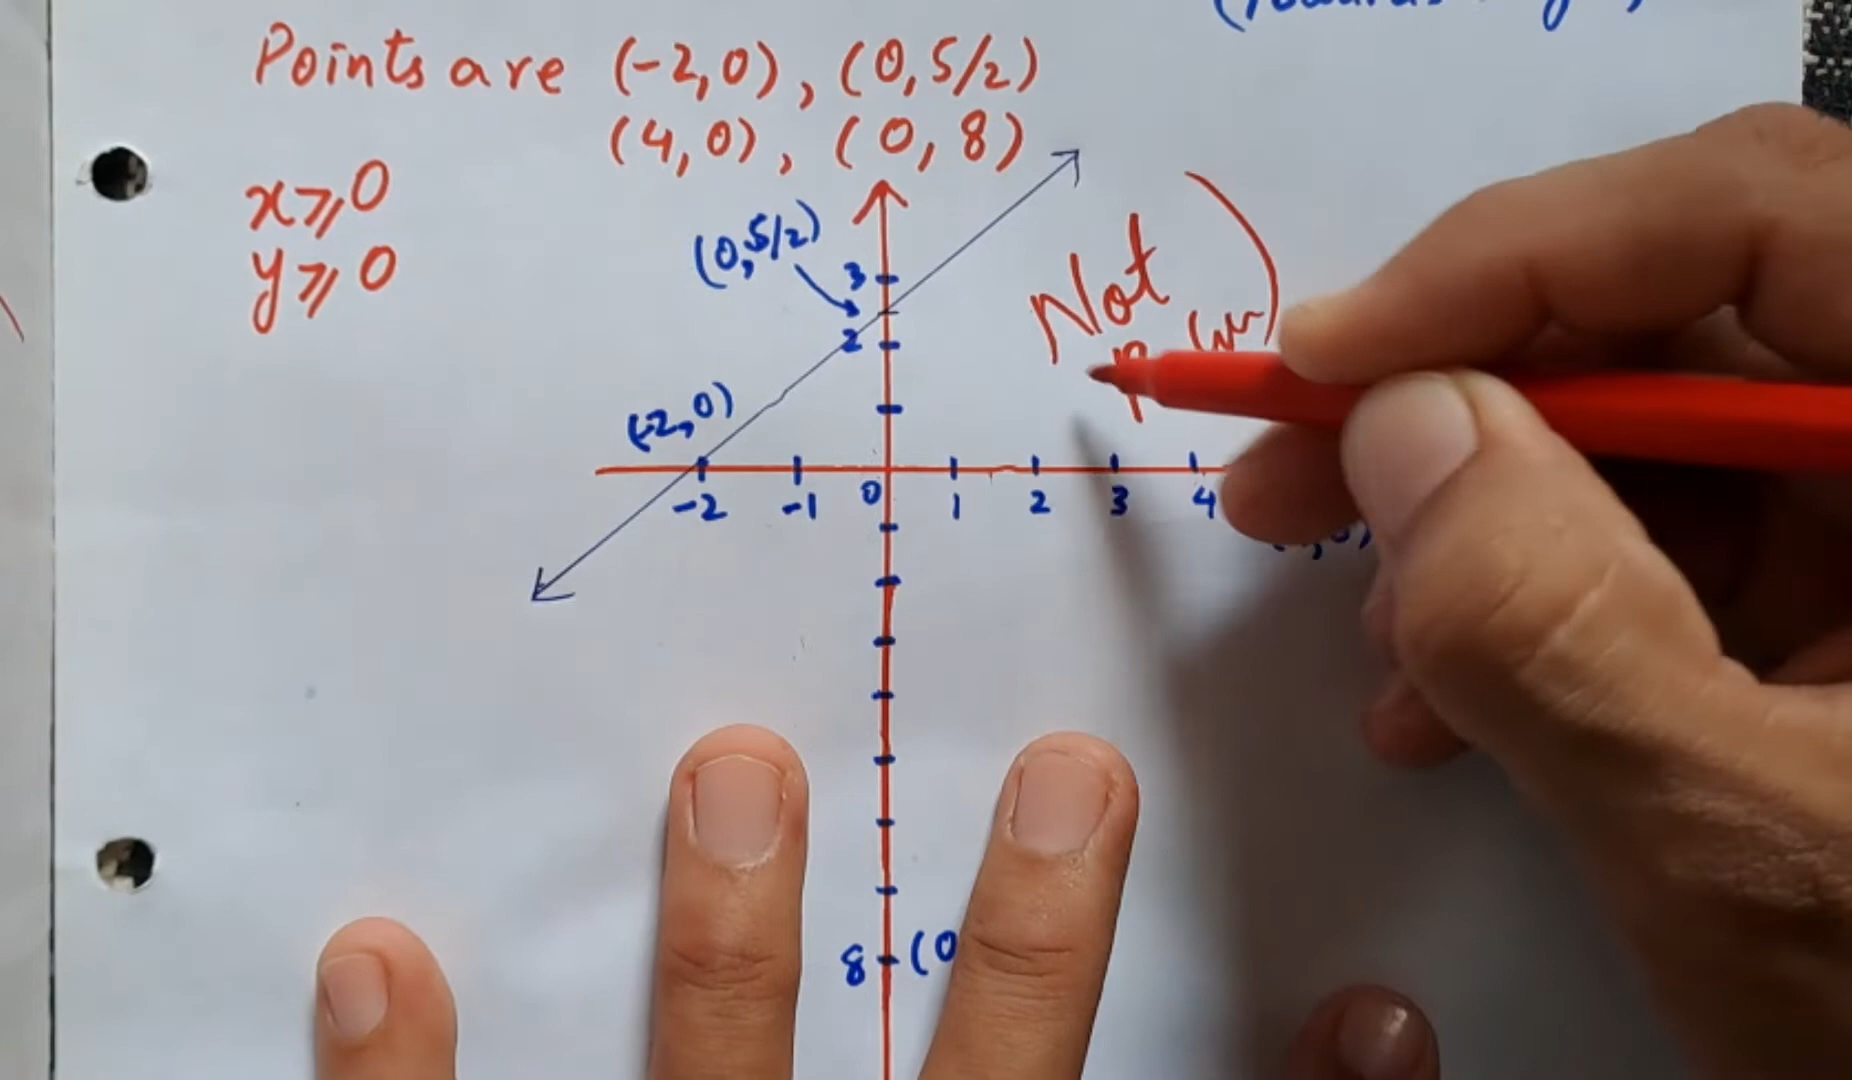 Points are (-2,0), (0,5/2)
(4,0), (0,8)
x⩾0
y⩾0
(0,5/2)
3
2
(-2,0)
-2 -1 0 1 2 3 4
Not
8 (0